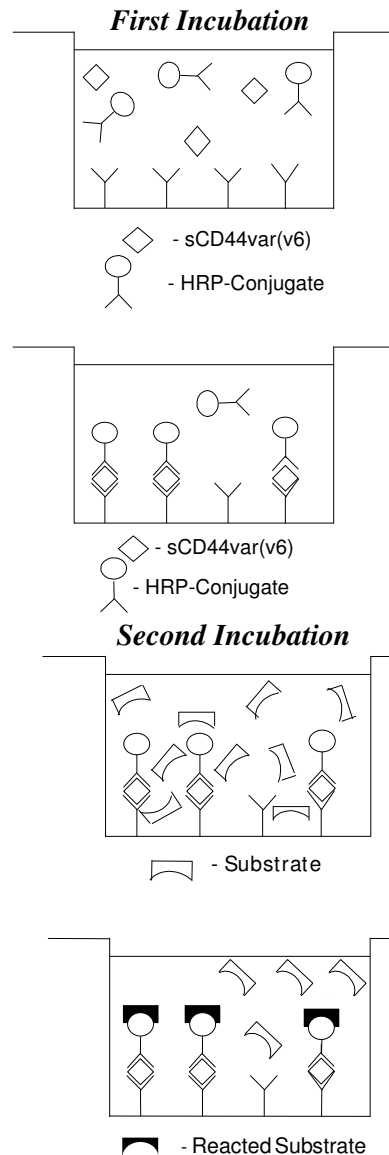 First Incubation
- sCD44var(v6)
- HRP-Conjugate
- sCD44var(v6)
- HRP-Conjugate
Second Incubation
- Substrate
- Reacted Substrate